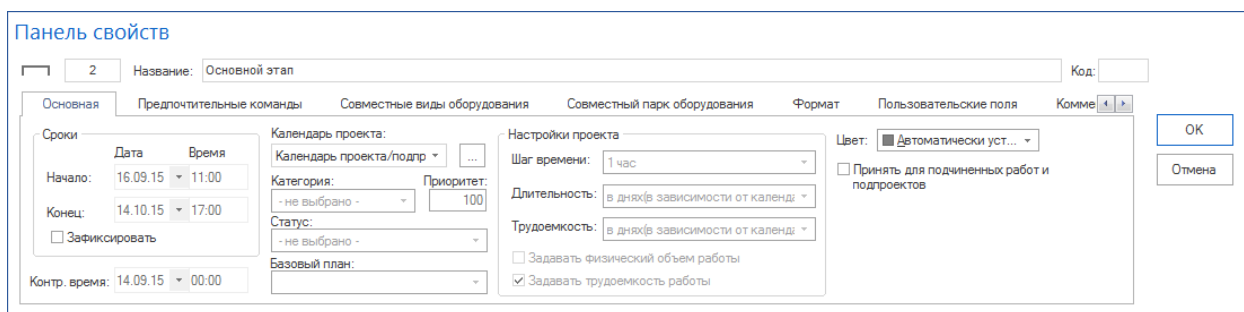 Панель свойств
2 Название: Основной этап Код:
Основная Предпочтительные команды Совместные виды оборудования Совместный парк оборудования Формат Пользовательские поля Комме
Сроки
Дата Время
Начало: 16.09.15 11:00
Конец: 14.10.15 17:00
Зафиксировать
Контр. время: 14.09.15 00:00
Календарь проекта:
Календарь проекта/подпр ...
Категория: Приоритет:
- не выбрано - 100
Статус:
- не выбрано -
Базовый план:
Настройки проекта
Шаг времени: 1 час
Длительность: в днях(в зависимости от календа
Трудоемкость: в днях(в зависимости от календа
Задавать физический объем работы
Задавать трудоемкость работы
Цвет: Автоматически уст...
Принять для подчиненных работ и
подпроектов
OK
Отмена